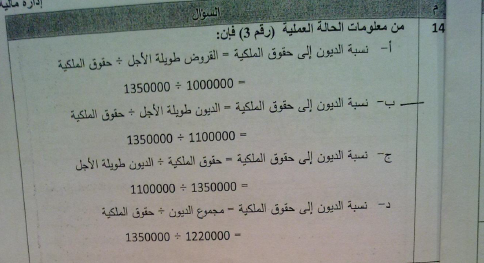 إدارة مالية
م السؤال
14 من معلومات الحالة العملية (رقم 3) فإن:
أ- نسبة الديون إلى حقوق الملكية = القروض طويلة الأجل ÷ حقوق الملكية
= 1000000 ÷ 1350000
ب- نسبة الديون إلى حقوق الملكية = الديون طويلة الأجل ÷ حقوق الملكية
= 1100000 ÷ 1350000
ج- نسبة الديون إلى حقوق الملكية = حقوق الملكية ÷ الديون طويلة الأجل
= 1350000 ÷ 1100000
د- نسبة الديون إلى حقوق الملكية = مجموع الديون ÷ حقوق الملكية
= 1220000 ÷ 1350000